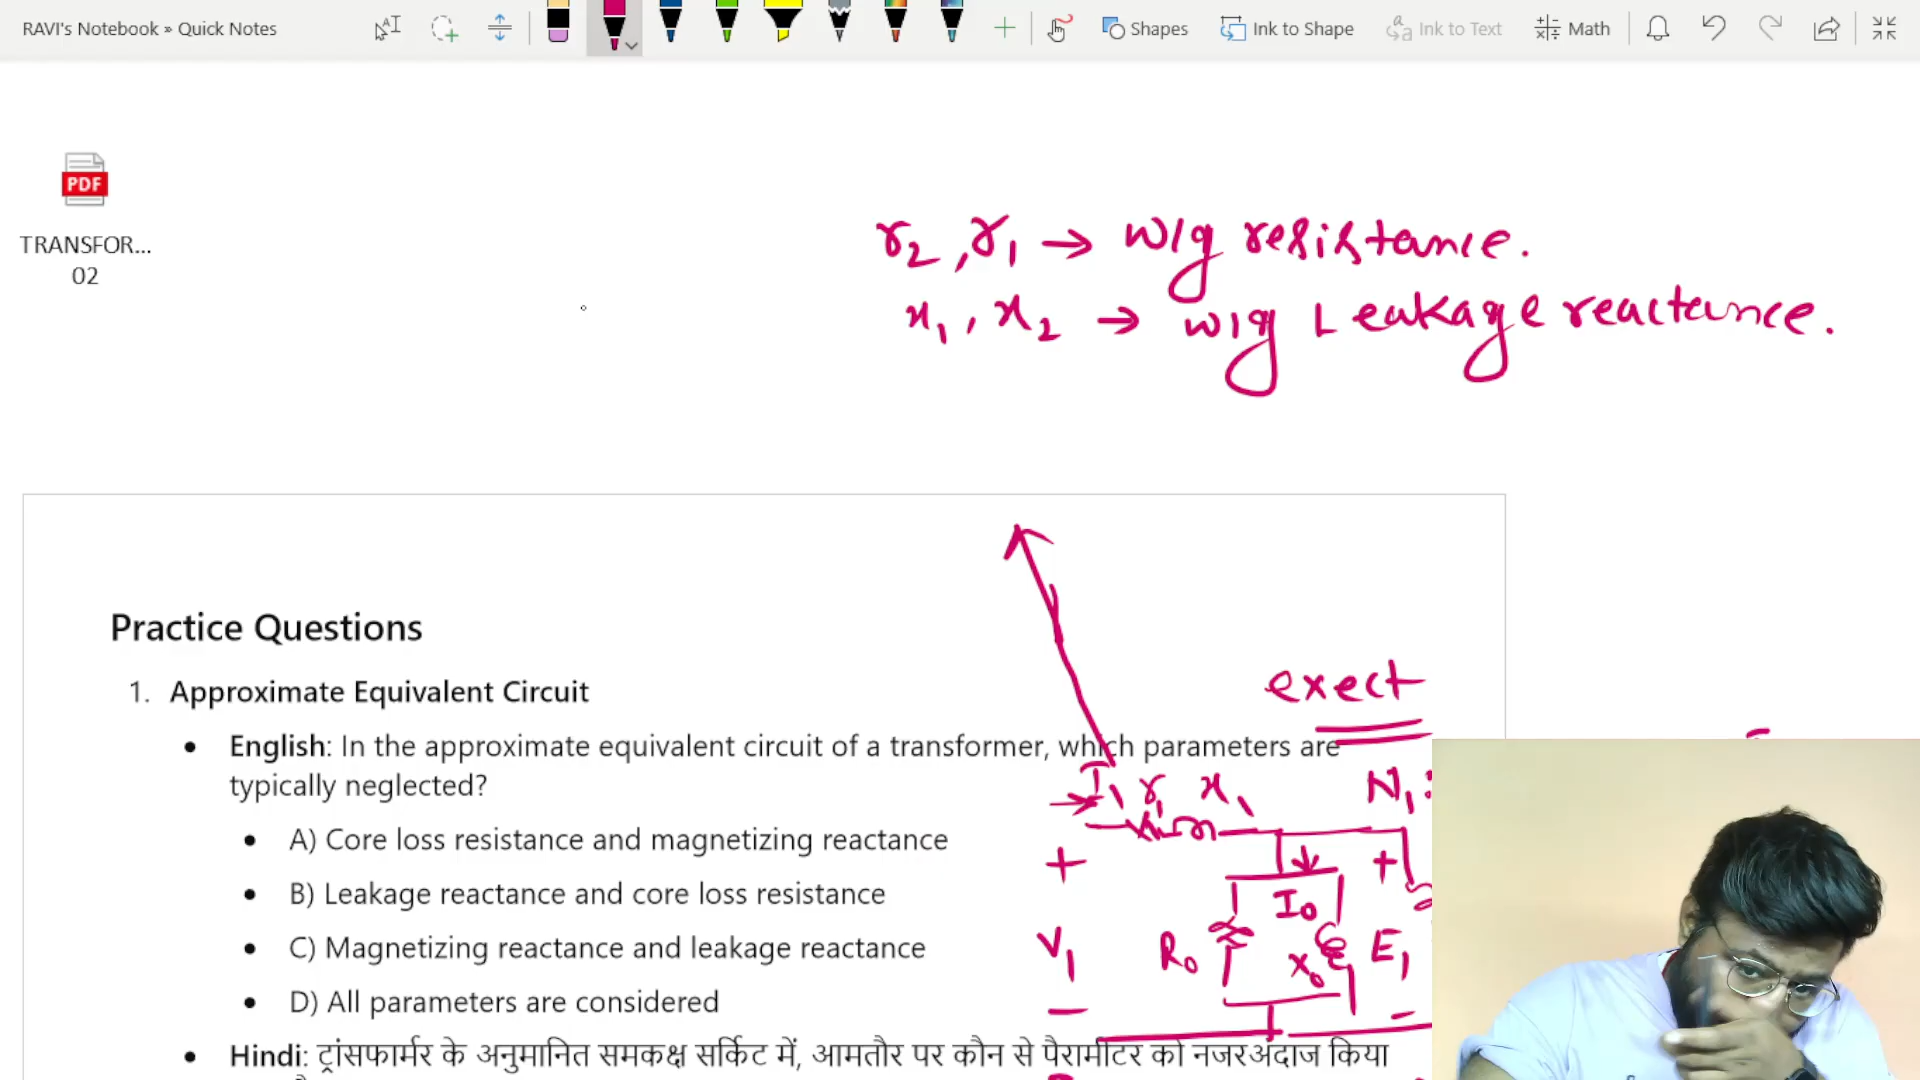 RAVI's Notebook » Quick Notes
Shapes
Ink to Shape
Ink to Text
Math
PDF
TRANSFOR...
02
r2, r1 → w/g resistance.
x1, x2 → w/g Leakage reactance.
Practice Questions
exect
1. Approximate Equivalent Circuit
• English: In the approximate equivalent circuit of a transformer, which parameters are
typically neglected?
I1 r1 x1 N1:
• A) Core loss resistance and magnetizing reactance
+ +
• B) Leakage reactance and core loss resistance
I0
• C) Magnetizing reactance and leakage reactance
V1 R0 X0 E1
• D) All parameters are considered
- -
• Hindi: ट्रांसफार्मर के अनुमानित समकक्ष सर्किट में, आमतौर पर कौन से पैरामीटर को नजरअंदाज किया